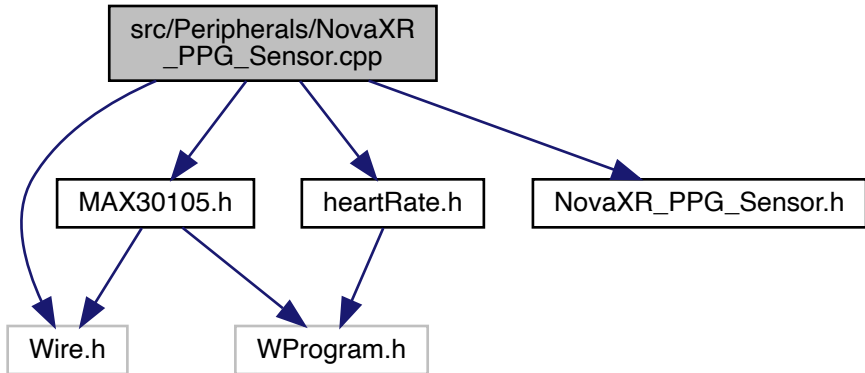 src/Peripherals/NovaXR
_PPG_Sensor.cpp
MAX30105.h
heartRate.h
NovaXR_PPG_Sensor.h
Wire.h
WProgram.h